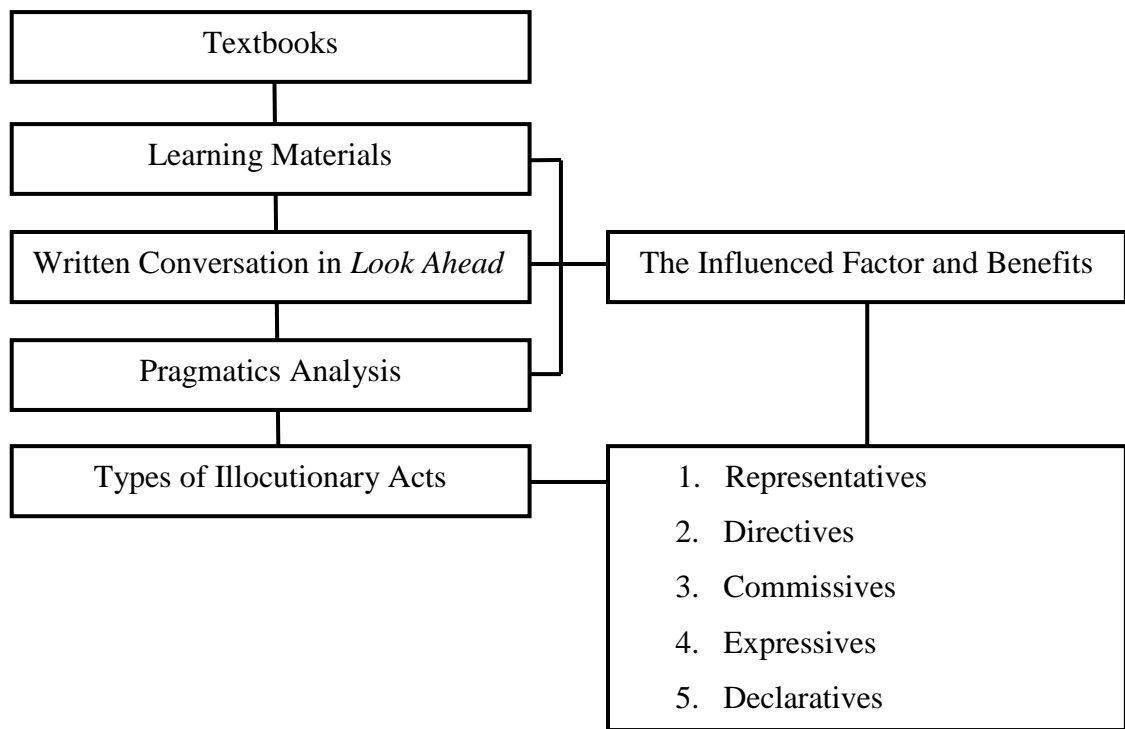 Textbooks
Learning Materials
Written Conversation in Look Ahead
The Influenced Factor and Benefits
Pragmatics Analysis
Types of Illocutionary Acts
1. Representatives
2. Directives
3. Commissives
4. Expressives
5. Declaratives